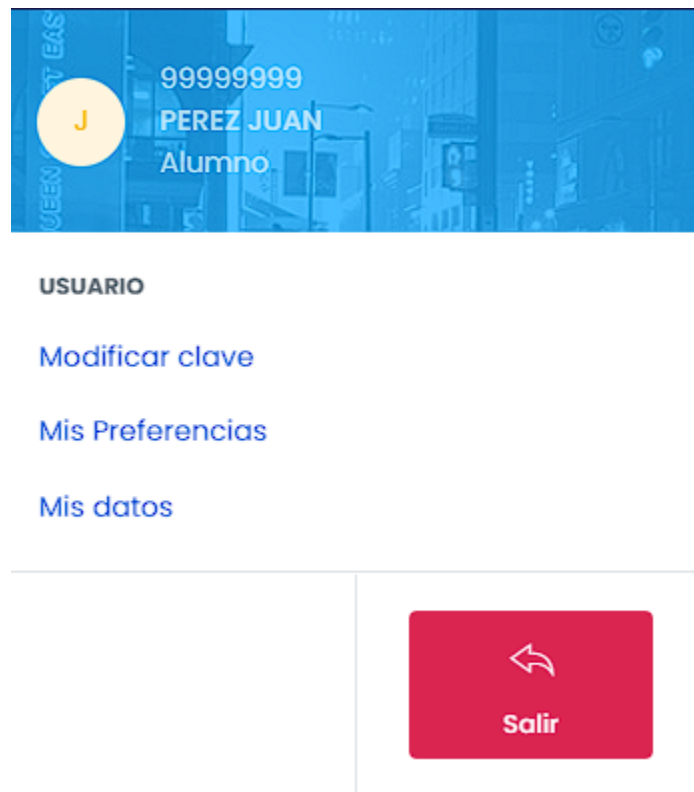 J
99999999
PEREZ JUAN
Alumno
USUARIO
Modificar clave
Mis Preferencias
Mis datos
Salir